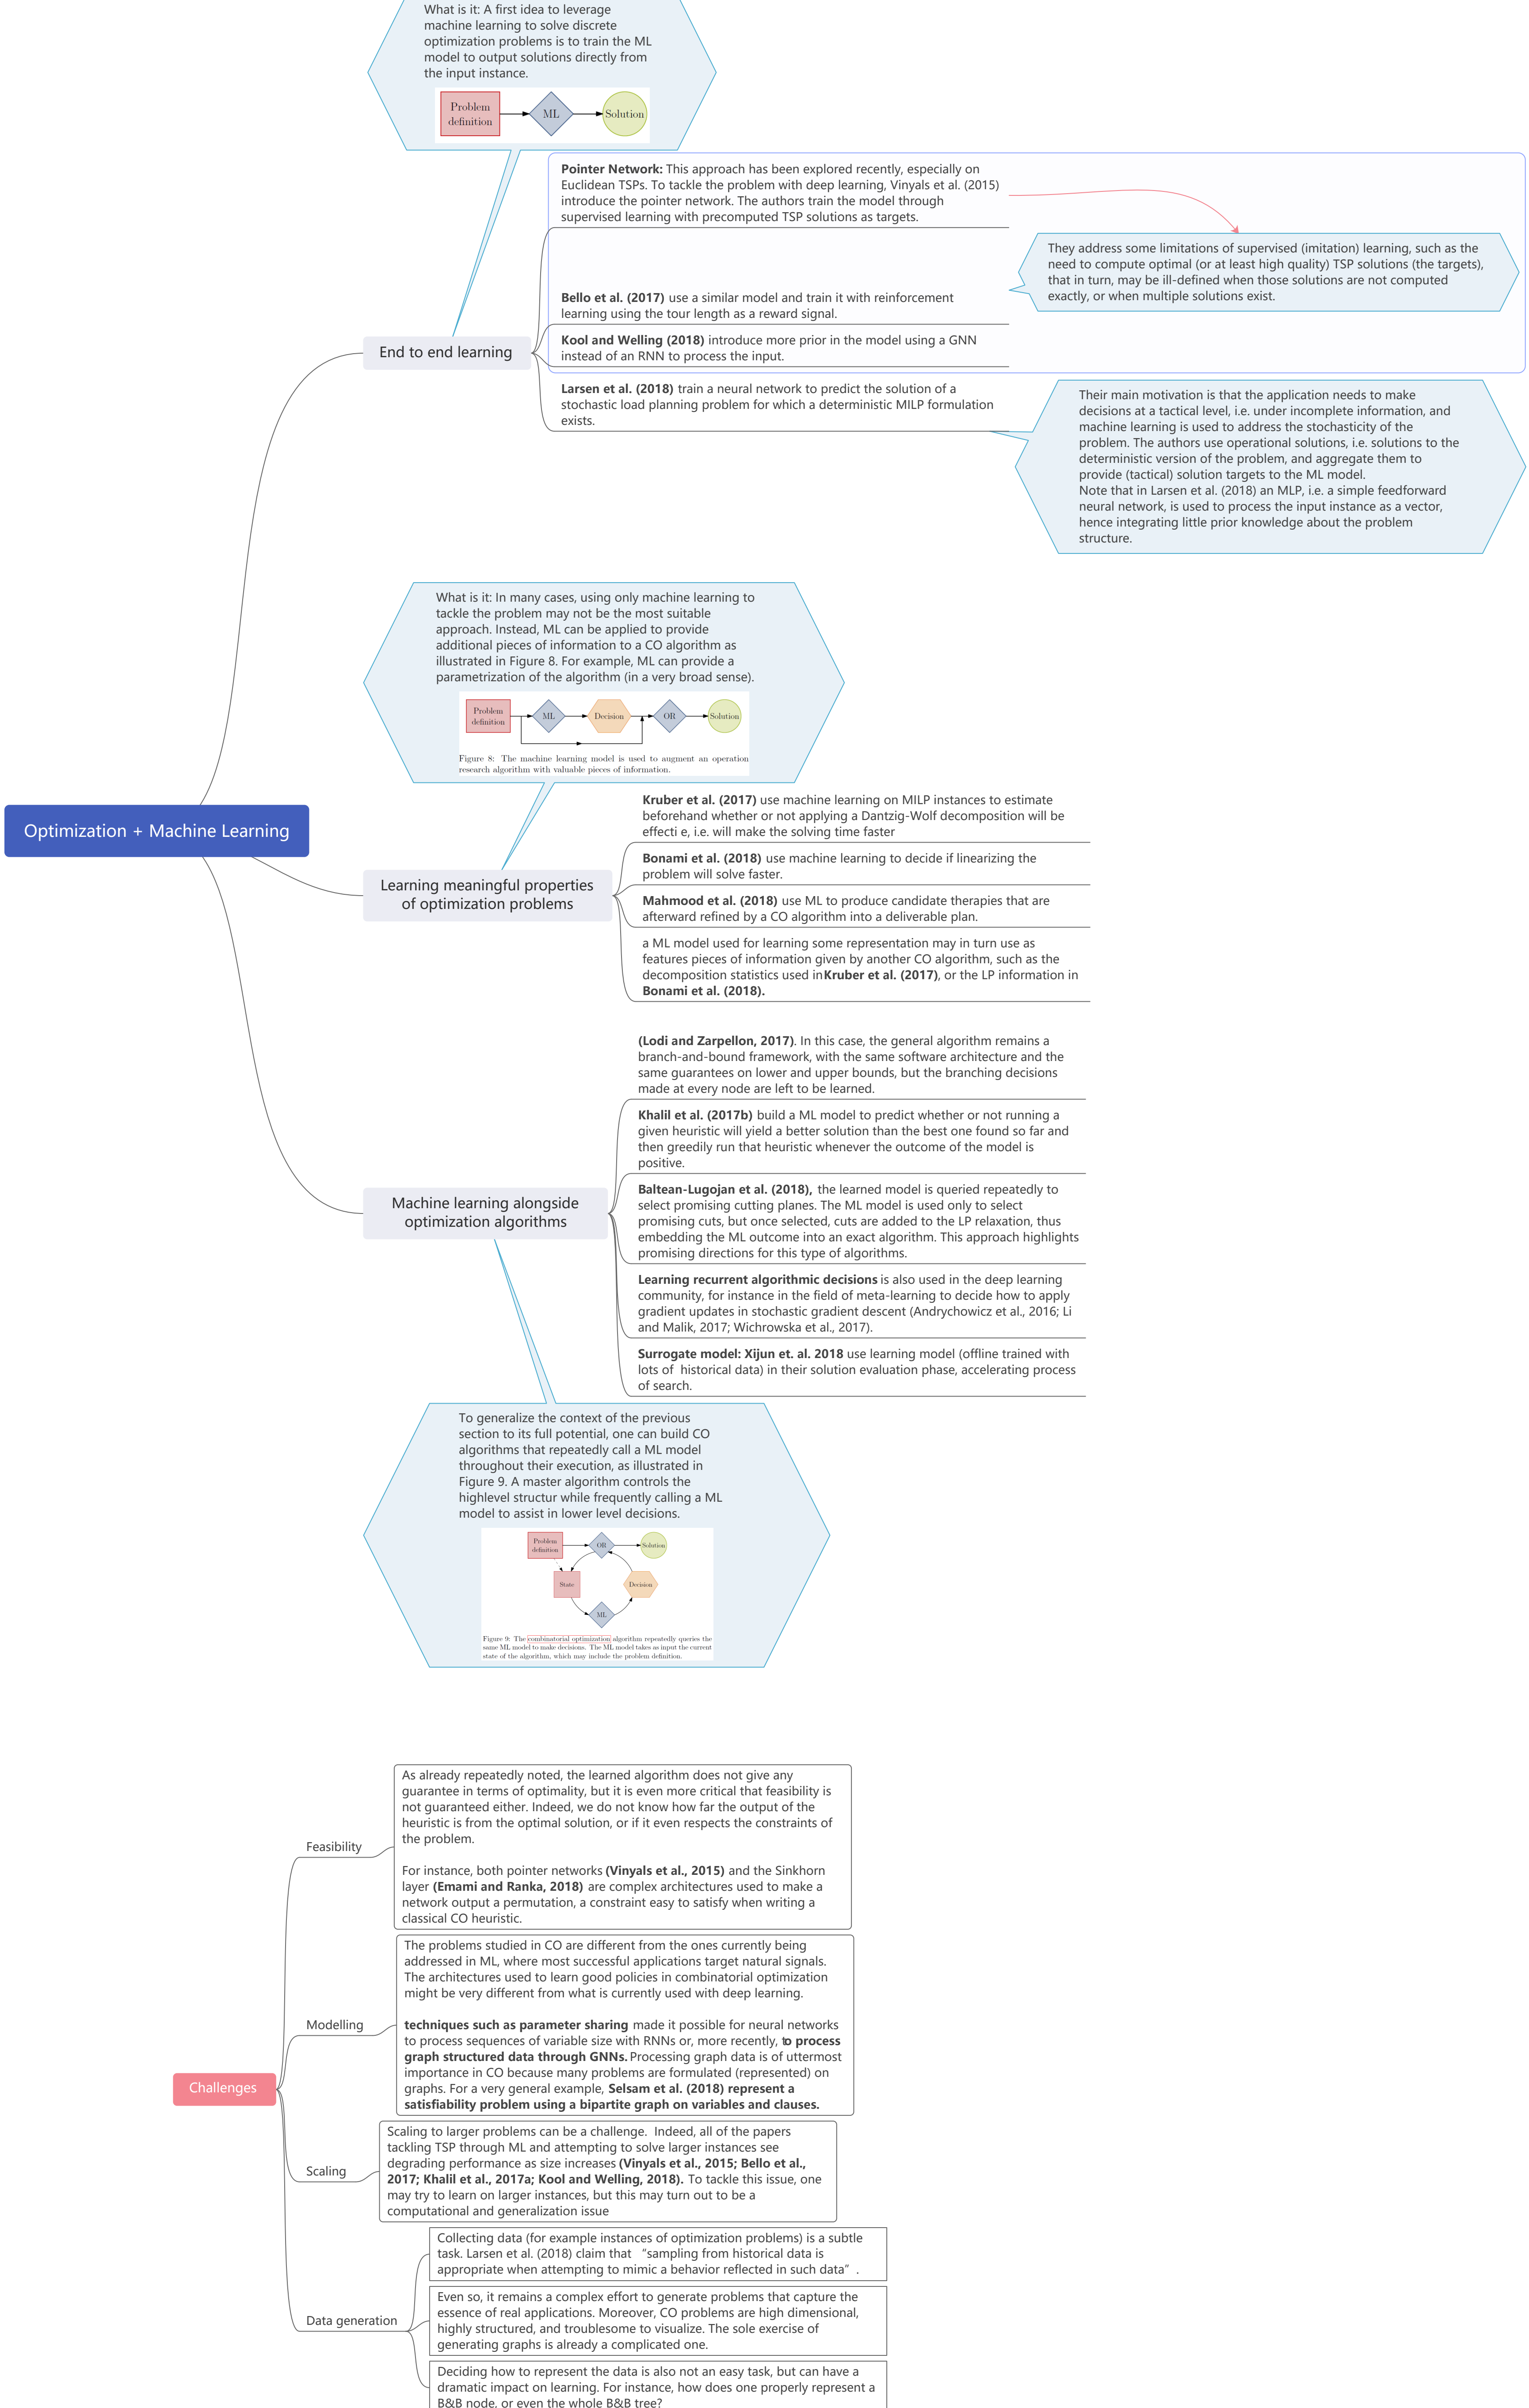 What is it: A first idea to leverage
machine learning to solve discrete
optimization problems is to train the ML
model to output solutions directly from
the input instance.
Problem
definition
ML
Solution
Pointer Network: This approach has been explored recently, especially on
Euclidean TSPs. To tackle the problem with deep learning, Vinyals et al. (2015)
introduce the pointer network. The authors train the model through
supervised learning with precomputed TSP solutions as targets.
They address some limitations of supervised (imitation) learning, such as the
need to compute optimal (or at least high quality) TSP solutions (the targets),
that in turn, may be ill-defined when those solutions are not computed
exactly, or when multiple solutions exist.
Bello et al. (2017) use a similar model and train it with reinforcement
learning using the tour length as a reward signal.
Kool and Welling (2018) introduce more prior in the model using a GNN
instead of an RNN to process the input.
End to end learning
Larsen et al. (2018) train a neural network to predict the solution of a
stochastic load planning problem for which a deterministic MILP formulation
exists.
Their main motivation is that the application needs to make
decisions at a tactical level, i.e. under incomplete information, and
machine learning is used to address the stochasticity of the
problem. The authors use operational solutions, i.e. solutions to the
deterministic version of the problem, and aggregate them to
provide (tactical) solution targets to the ML model.
Note that in Larsen et al. (2018) an MLP, i.e. a simple feedforward
neural network, is used to process the input instance as a vector,
hence integrating little prior knowledge about the problem
structure.
What is it: In many cases, using only machine learning to
tackle the problem may not be the most suitable
approach. Instead, ML can be applied to provide
additional pieces of information to a CO algorithm as
illustrated in Figure 8. For example, ML can provide a
parametrization of the algorithm (in a very broad sense).
Problem
definition
ML
Decision
OR
Solution
Figure 8: The machine learning model is used to augment an operation
research algorithm with valuable pieces of information.
Optimization + Machine Learning
Kruber et al. (2017) use machine learning on MILP instances to estimate
beforehand whether or not applying a Dantzig-Wolf decomposition will be
effecti e, i.e. will make the solving time faster
Bonami et al. (2018) use machine learning to decide if linearizing the
problem will solve faster.
Learning meaningful properties
of optimization problems
Mahmood et al. (2018) use ML to produce candidate therapies that are
afterward refined by a CO algorithm into a deliverable plan.
a ML model used for learning some representation may in turn use as
features pieces of information given by another CO algorithm, such as the
decomposition statistics used in Kruber et al. (2017), or the LP information in
Bonami et al. (2018).
(Lodi and Zarpellon, 2017). In this case, the general algorithm remains a
branch-and-bound framework, with the same software architecture and the
same guarantees on lower and upper bounds, but the branching decisions
made at every node are left to be learned.
Khalil et al. (2017b) build a ML model to predict whether or not running a
given heuristic will yield a better solution than the best one found so far and
then greedily run that heuristic whenever the outcome of the model is
positive.
Machine learning alongside
optimization algorithms
Baltean-Lugojan et al. (2018), the learned model is queried repeatedly to
select promising cutting planes. The ML model is used only to select
promising cuts, but once selected, cuts are added to the LP relaxation, thus
embedding the ML outcome into an exact algorithm. This approach highlights
promising directions for this type of algorithms.
Learning recurrent algorithmic decisions is also used in the deep learning
community, for instance in the field of meta-learning to decide how to apply
gradient updates in stochastic gradient descent (Andrychowicz et al., 2016; Li
and Malik, 2017; Wichrowska et al., 2017).
Surrogate model: Xijun et. al. 2018 use learning model (offline trained with
lots of historical data) in their solution evaluation phase, accelerating process
of search.
To generalize the context of the previous
section to its full potential, one can build CO
algorithms that repeatedly call a ML model
throughout their execution, as illustrated in
Figure 9. A master algorithm controls the
highlevel structur while frequently calling a ML
model to assist in lower level decisions.
Problem
definition
OR
Solution
State
Decision
ML
Figure 9: The combinatorial optimization algorithm repeatedly queries the
same ML model to make decisions. The ML model takes as input the current
state of the algorithm, which may include the problem definition.
As already repeatedly noted, the learned algorithm does not give any
guarantee in terms of optimality, but it is even more critical that feasibility is
not guaranteed either. Indeed, we do not know how far the output of the
heuristic is from the optimal solution, or if it even respects the constraints of
the problem.
Feasibility
For instance, both pointer networks (Vinyals et al., 2015) and the Sinkhorn
layer (Emami and Ranka, 2018) are complex architectures used to make a
network output a permutation, a constraint easy to satisfy when writing a
classical CO heuristic.
The problems studied in CO are different from the ones currently being
addressed in ML, where most successful applications target natural signals.
The architectures used to learn good policies in combinatorial optimization
might be very different from what is currently used with deep learning.
Modelling
techniques such as parameter sharing made it possible for neural networks
to process sequences of variable size with RNNs or, more recently, to process
graph structured data through GNNs. Processing graph data is of uttermost
importance in CO because many problems are formulated (represented) on
graphs. For a very general example, Selsam et al. (2018) represent a
satisfiability problem using a bipartite graph on variables and clauses.
Challenges
Scaling to larger problems can be a challenge. Indeed, all of the papers
tackling TSP through ML and attempting to solve larger instances see
degrading performance as size increases (Vinyals et al., 2015; Bello et al.,
2017; Khalil et al., 2017a; Kool and Welling, 2018). To tackle this issue, one
may try to learn on larger instances, but this may turn out to be a
computational and generalization issue
Scaling
Collecting data (for example instances of optimization problems) is a subtle
task. Larsen et al. (2018) claim that “sampling from historical data is
appropriate when attempting to mimic a behavior reflected in such data” .
Data generation
Even so, it remains a complex effort to generate problems that capture the
essence of real applications. Moreover, CO problems are high dimensional,
highly structured, and troublesome to visualize. The sole exercise of
generating graphs is already a complicated one.
Deciding how to represent the data is also not an easy task, but can have a
dramatic impact on learning. For instance, how does one properly represent a
B&B node, or even the whole B&B tree?